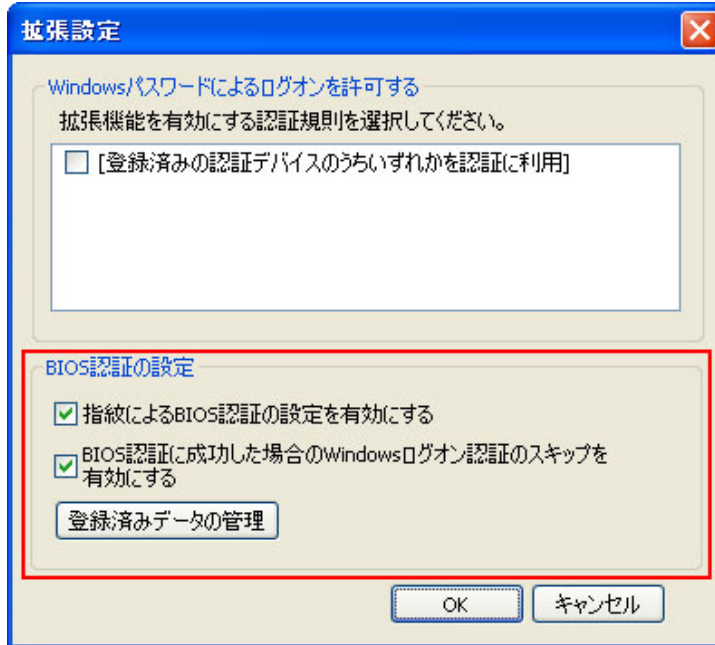 拡張設定
Windowsパスワードによるログオンを許可する
拡張機能を有効にする認証規則を選択してください。
[登録済みの認証デバイスのうちいずれかを認証に利用]
BIOS認証の設定
指紋によるBIOS認証の設定を有効にする
BIOS認証に成功した場合のWindowsログオン認証のスキップを
有効にする
登録済みデータの管理
OK
キャンセル